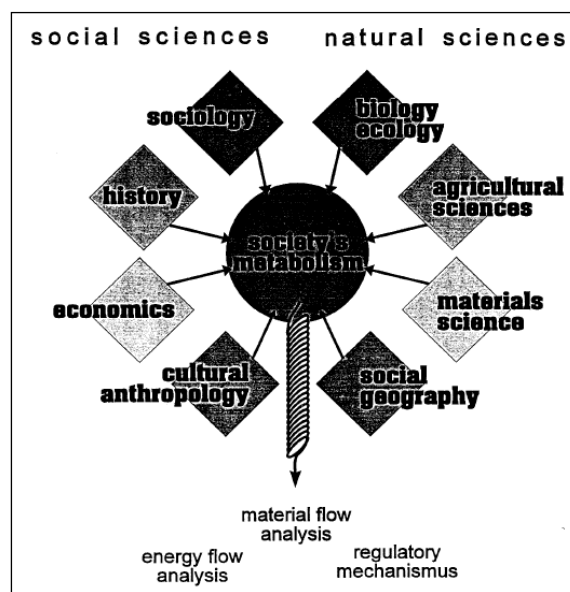 social sciences
natural sciences
sociology
biology
ecology
history
agricultural
sciences
society's
metabolism
economics
materials
science
cultural
anthropology
social
geography
material flow
analysis
energy flow
analysis
regulatory
mechanismus